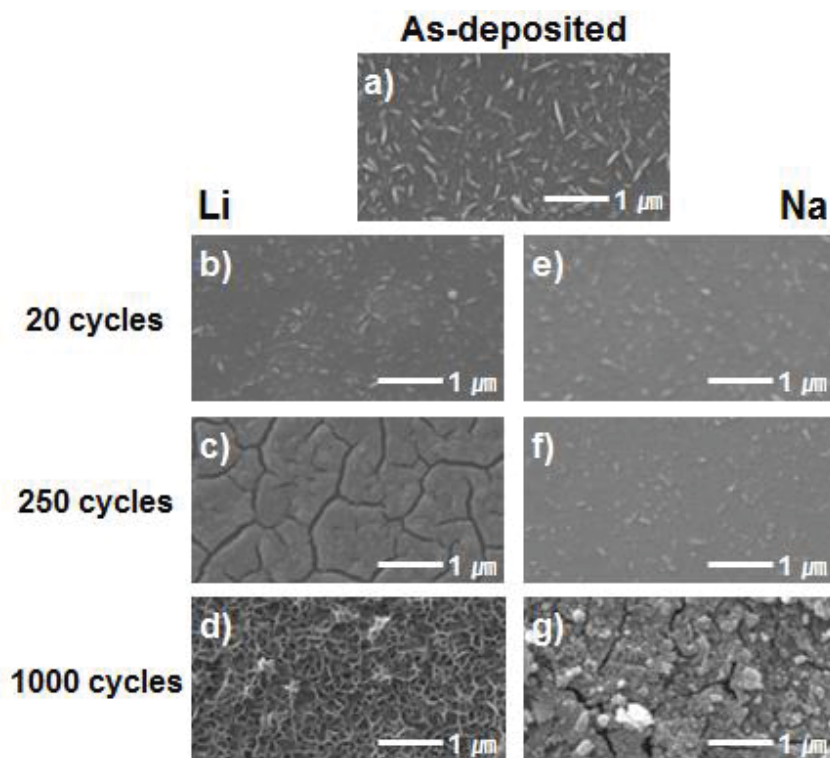 As-deposited
a)
1 ㎛
Li
Na
b)
e)
20 cycles
1 ㎛
1 ㎛
c)
f)
250 cycles
1 ㎛
1 ㎛
d)
g)
1000 cycles
1 ㎛
1 ㎛